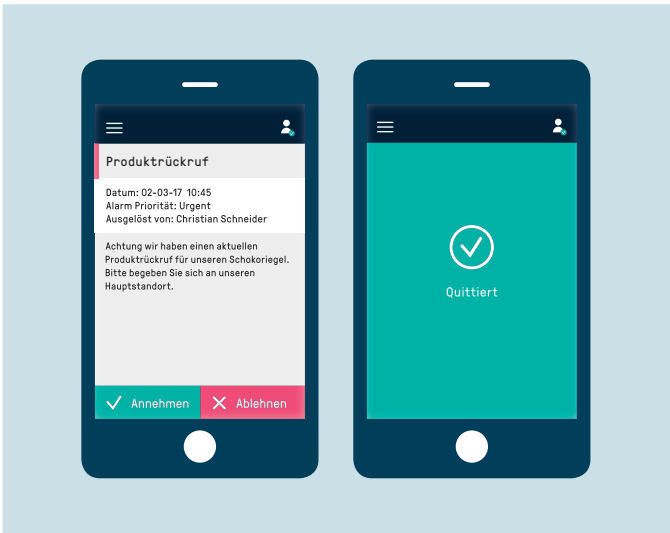 Produktrückruf
Datum: 02-03-17 10:45
Alarm Priorität: Urgent
Ausgelöst von: Christian Schneider
Achtung wir haben einen aktuellen
Produktrückruf für unseren Schokoriegel.
Bitte begeben Sie sich an unseren
Hauptstandort.
Annehmen
Ablehnen
Quittiert